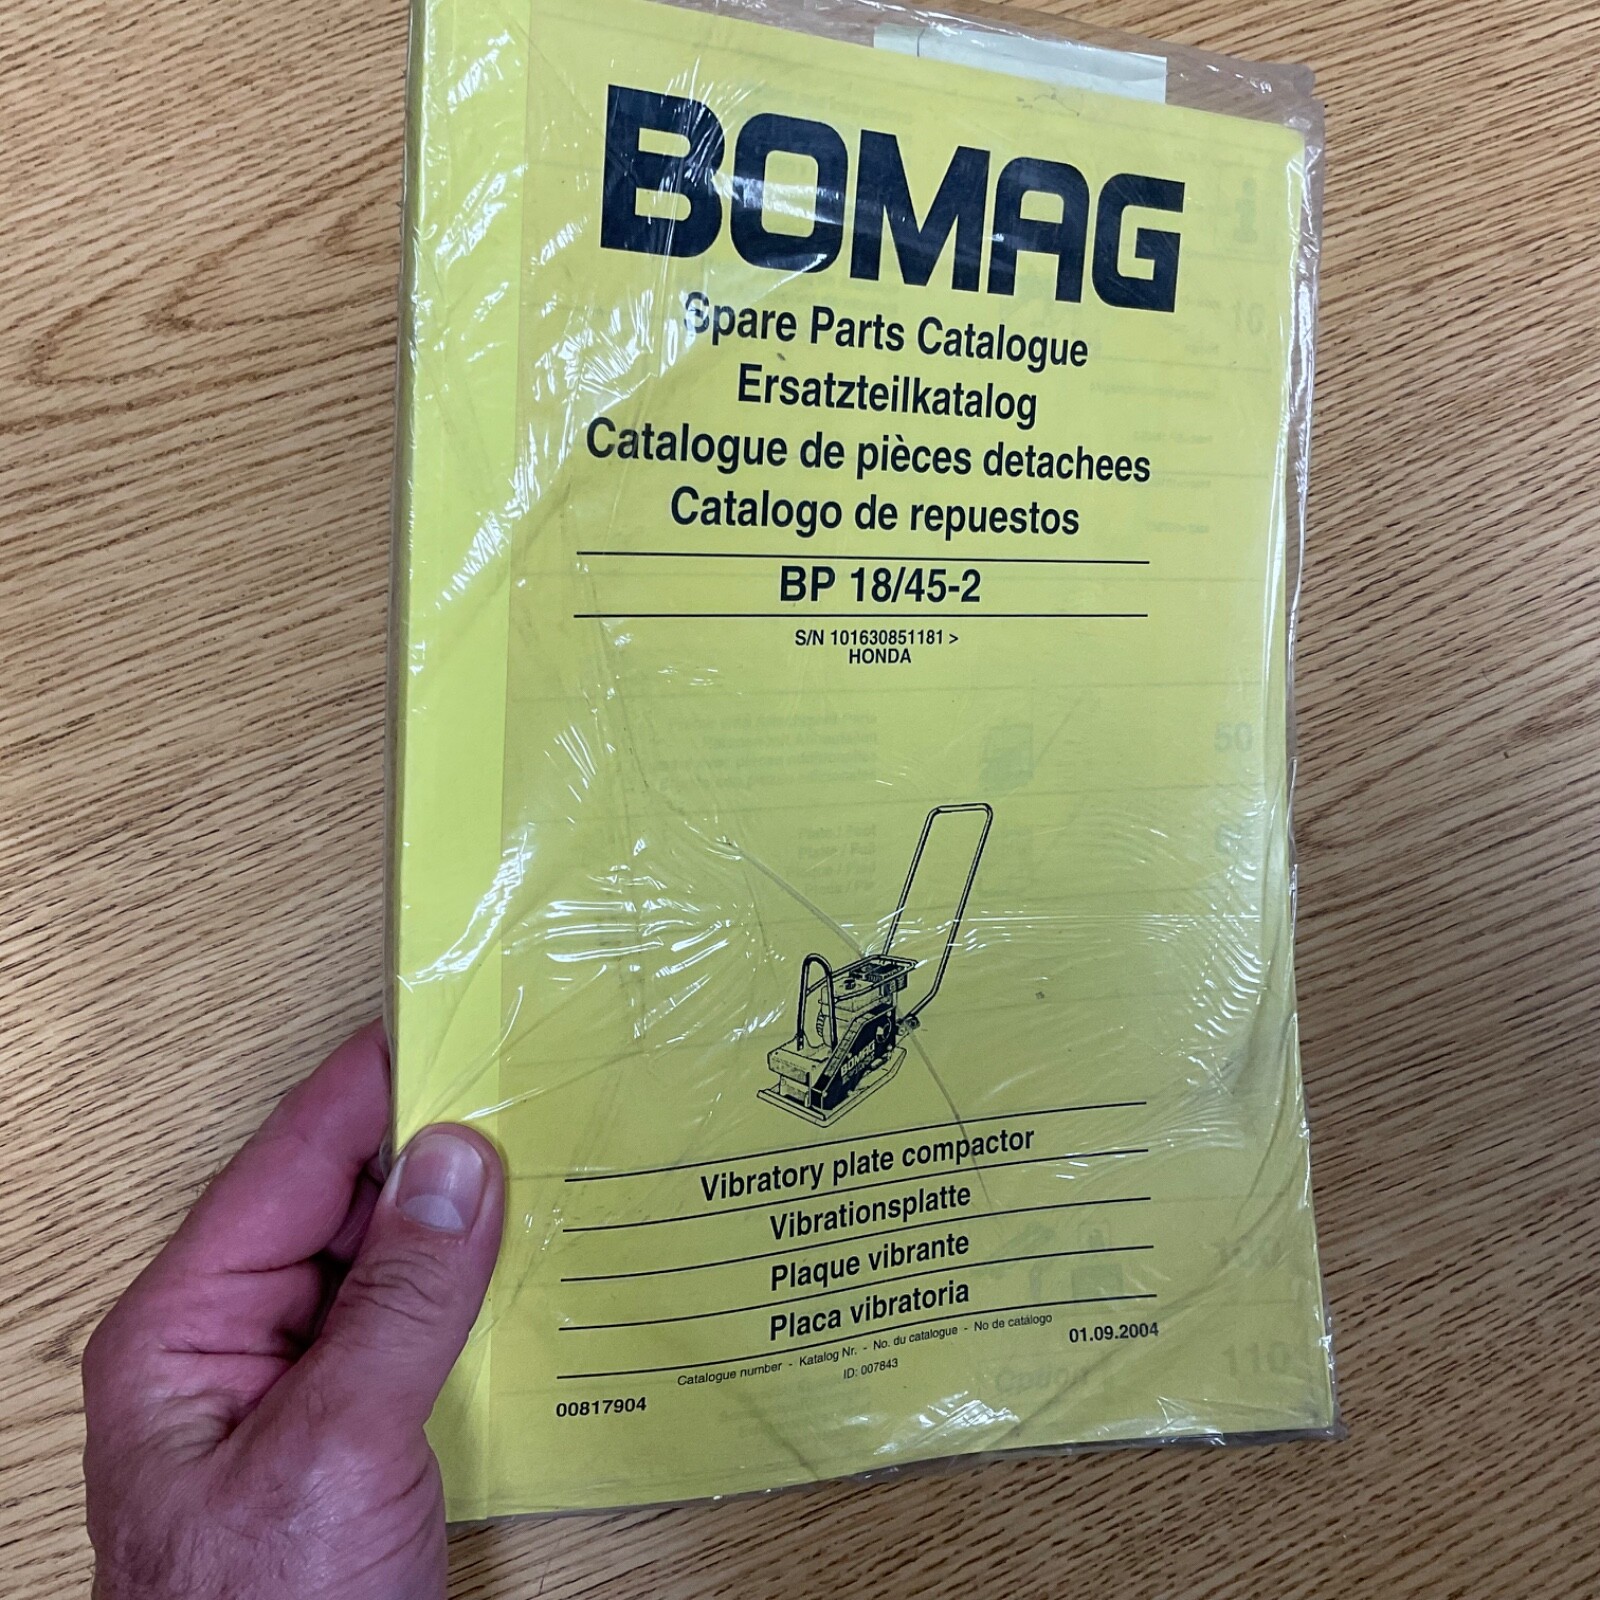 BOMAG
Spare Parts Catalogue
Ersatzteilkatalog
Catalogue de pièces detachees
Catalogo de repuestos
BP 18/45-2
S/N 101630851181 >
HONDA
BOMAG
Vibratory plate compactor
Vibrationsplatte
Plaque vibrante
Placa vibratoria
Catalogue number - Katalog Nr. - No. du catalogue - No de catálogo
01.09.2004
ID: 007843
00817904